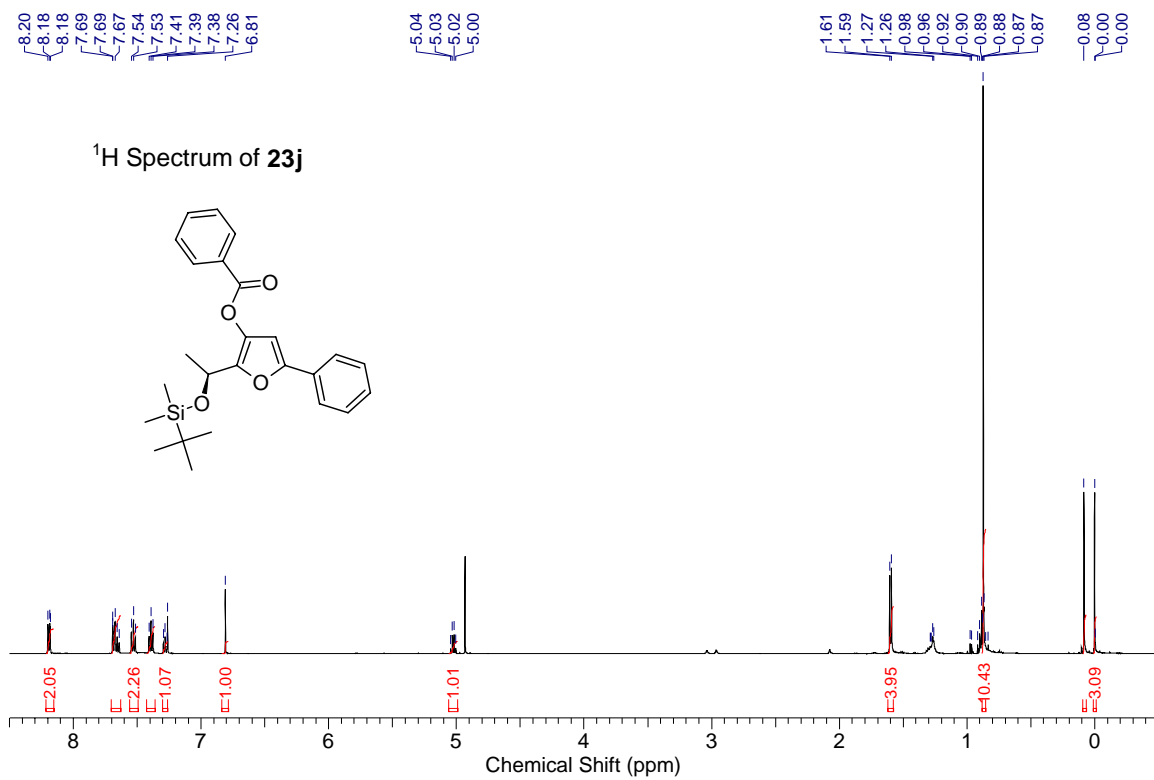 8.20 8.18 8.18 7.69 7.69 7.67 7.54 7.53 7.41 7.39 7.38 7.26 6.81 5.04 5.03 5.02 5.00 1.61 1.59 1.27 1.26 0.98 0.96 0.92 0.90 0.89 0.88 0.87 0.87 0.08 0.00 0.00
1H Spectrum of 23j
O
O
O
O
Si
2.05 2.26 1.07 1.00 1.01 3.95 10.43 3.09
8 7 6 5 4 3 2 1 0
Chemical Shift (ppm)